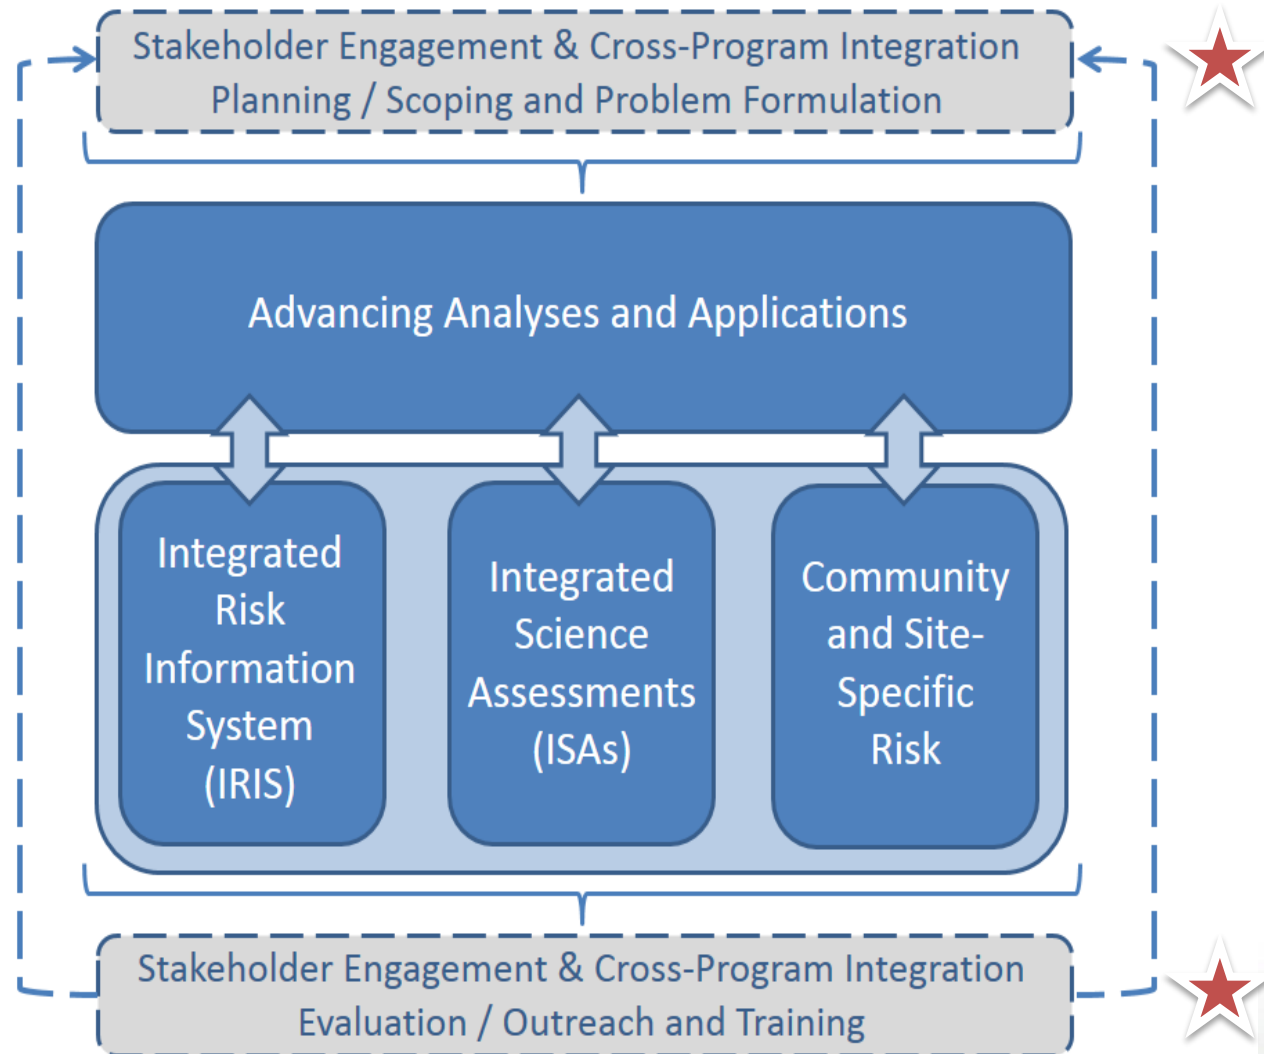 Stakeholder Engagement & Cross-Program Integration
Planning / Scoping and Problem Formulation
Advancing Analyses and Applications
Integrated
Risk
Information
System
(IRIS)
Integrated
Science
Assessments
(ISAs)
Community
and Site-
Specific
Risk
Stakeholder Engagement & Cross-Program Integration
Evaluation / Outreach and Training